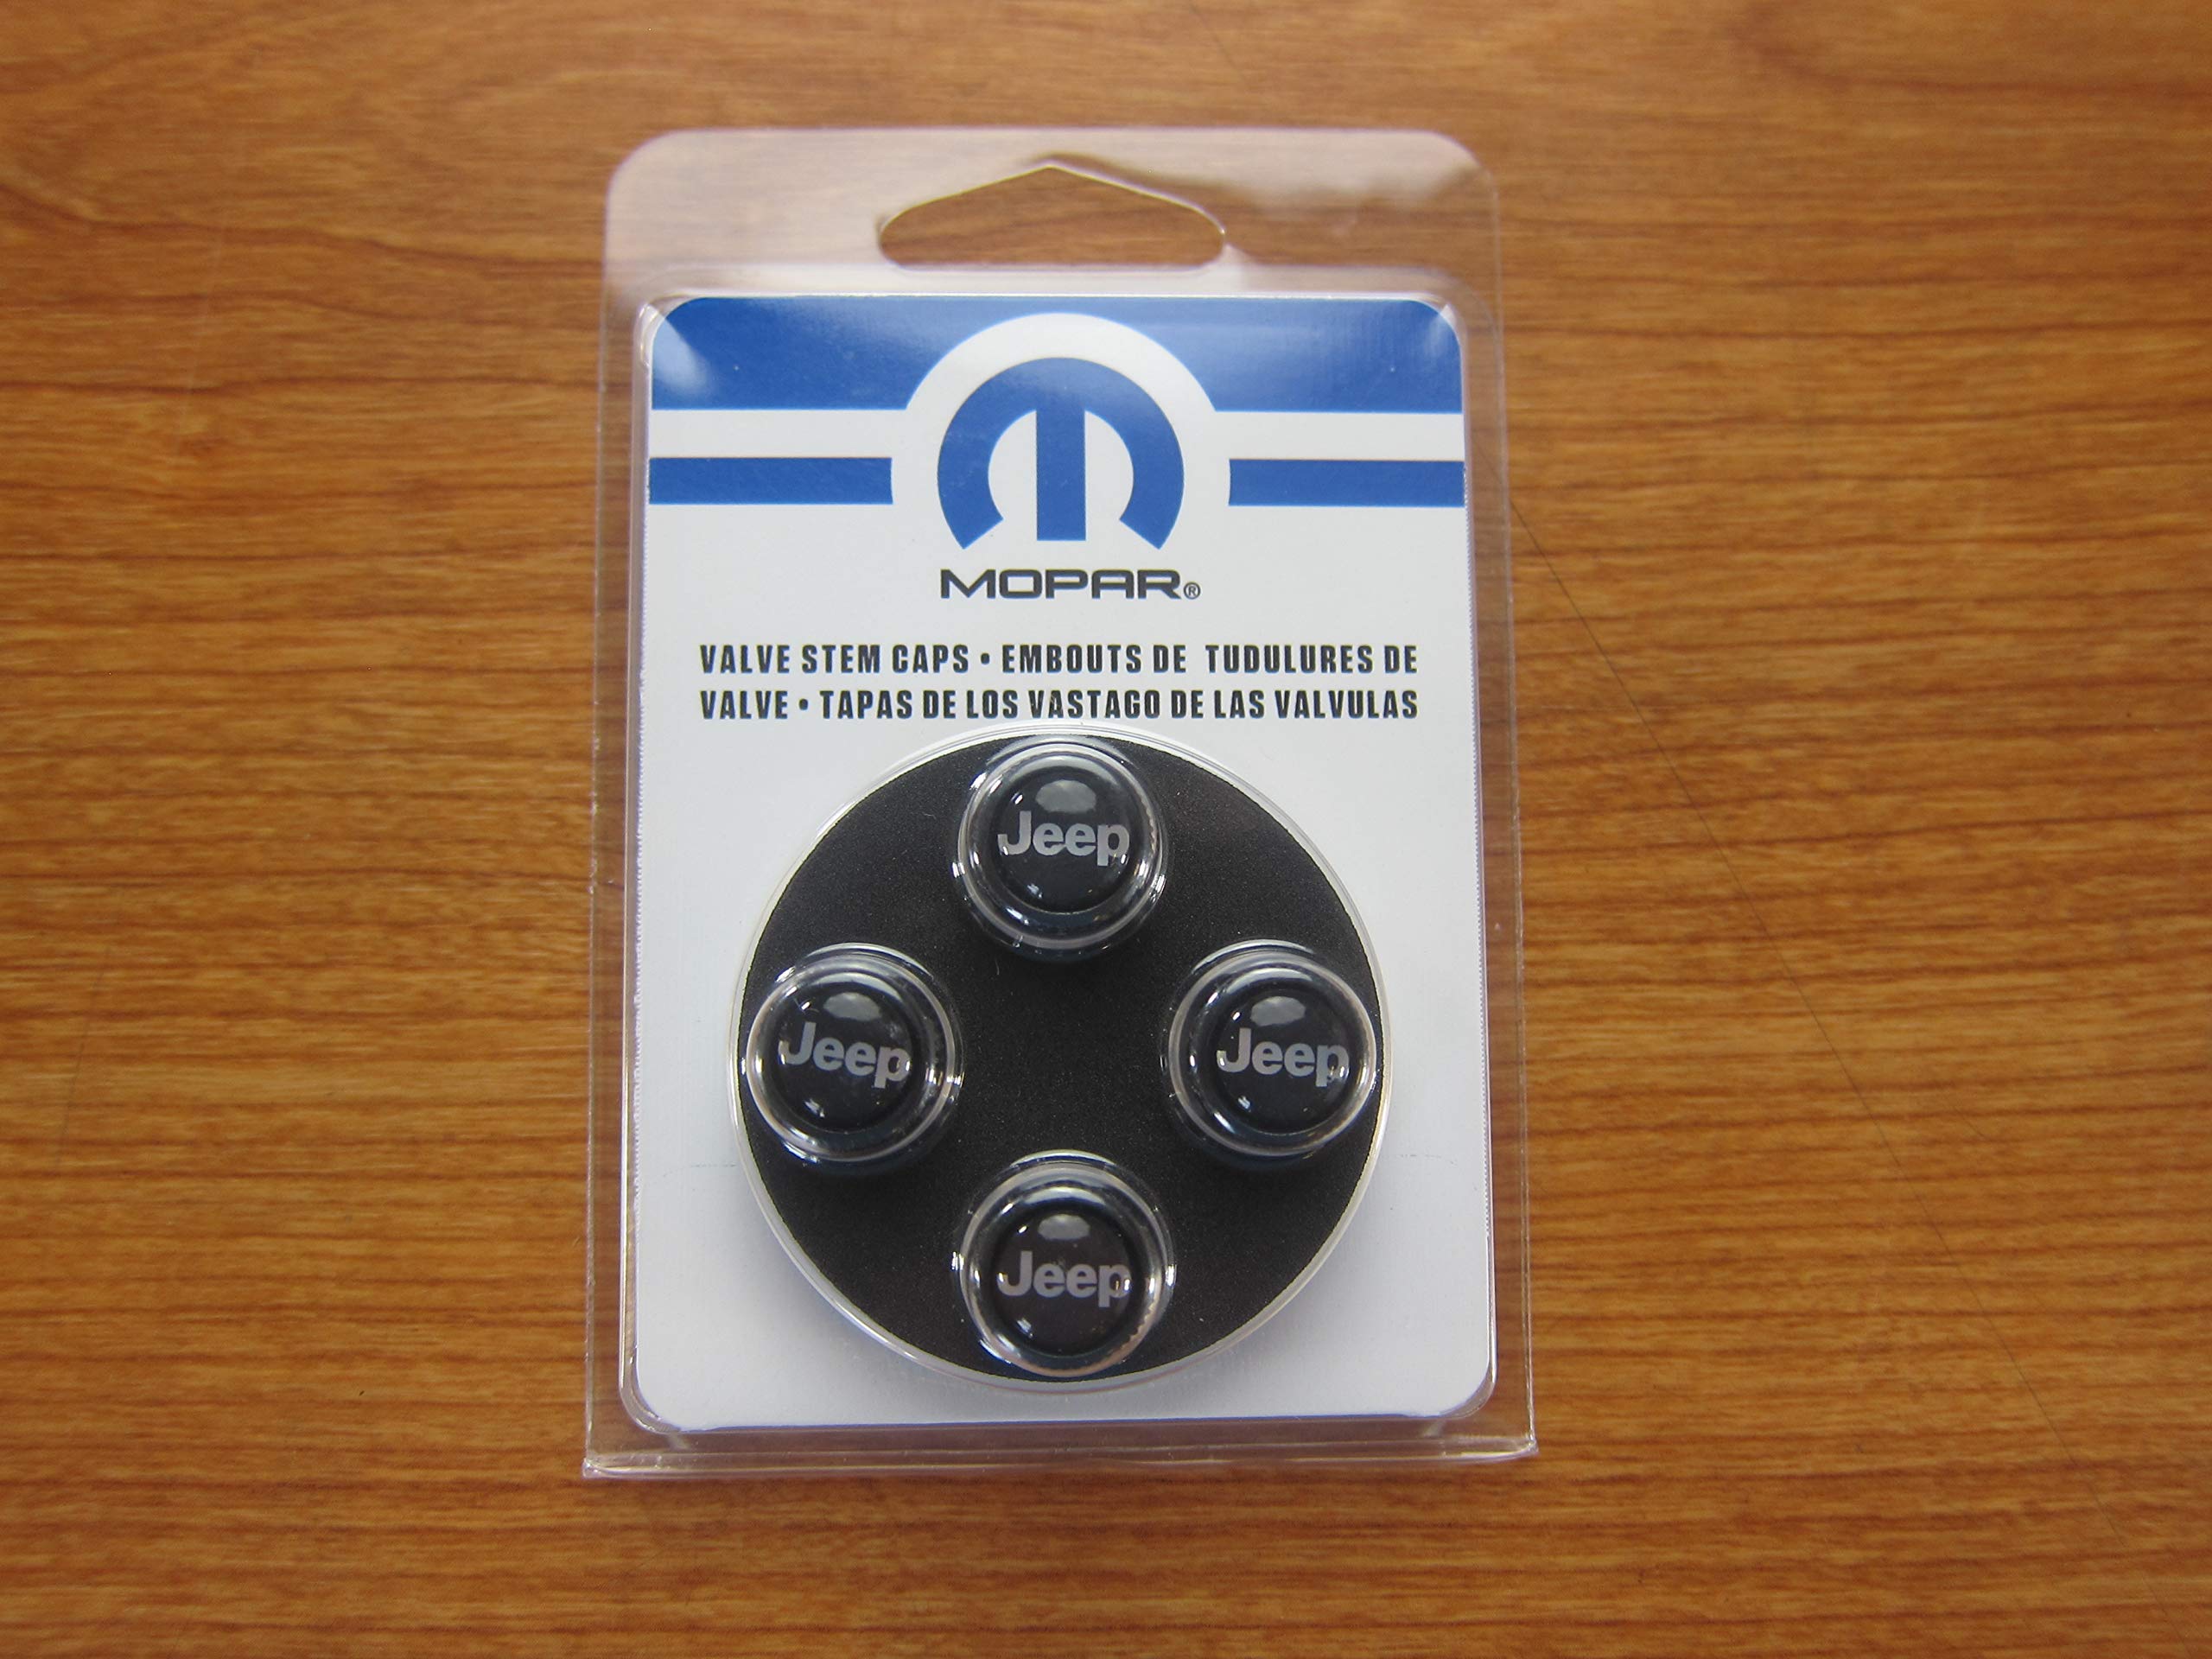 MOPAR®
VALVE STEM CAPS • EMBOUTS DE TUDULURES DE
VALVE • TAPAS DE LOS VASTAGO DE LAS VALVULAS
Jeep
Jeep
Jeep
Jeep